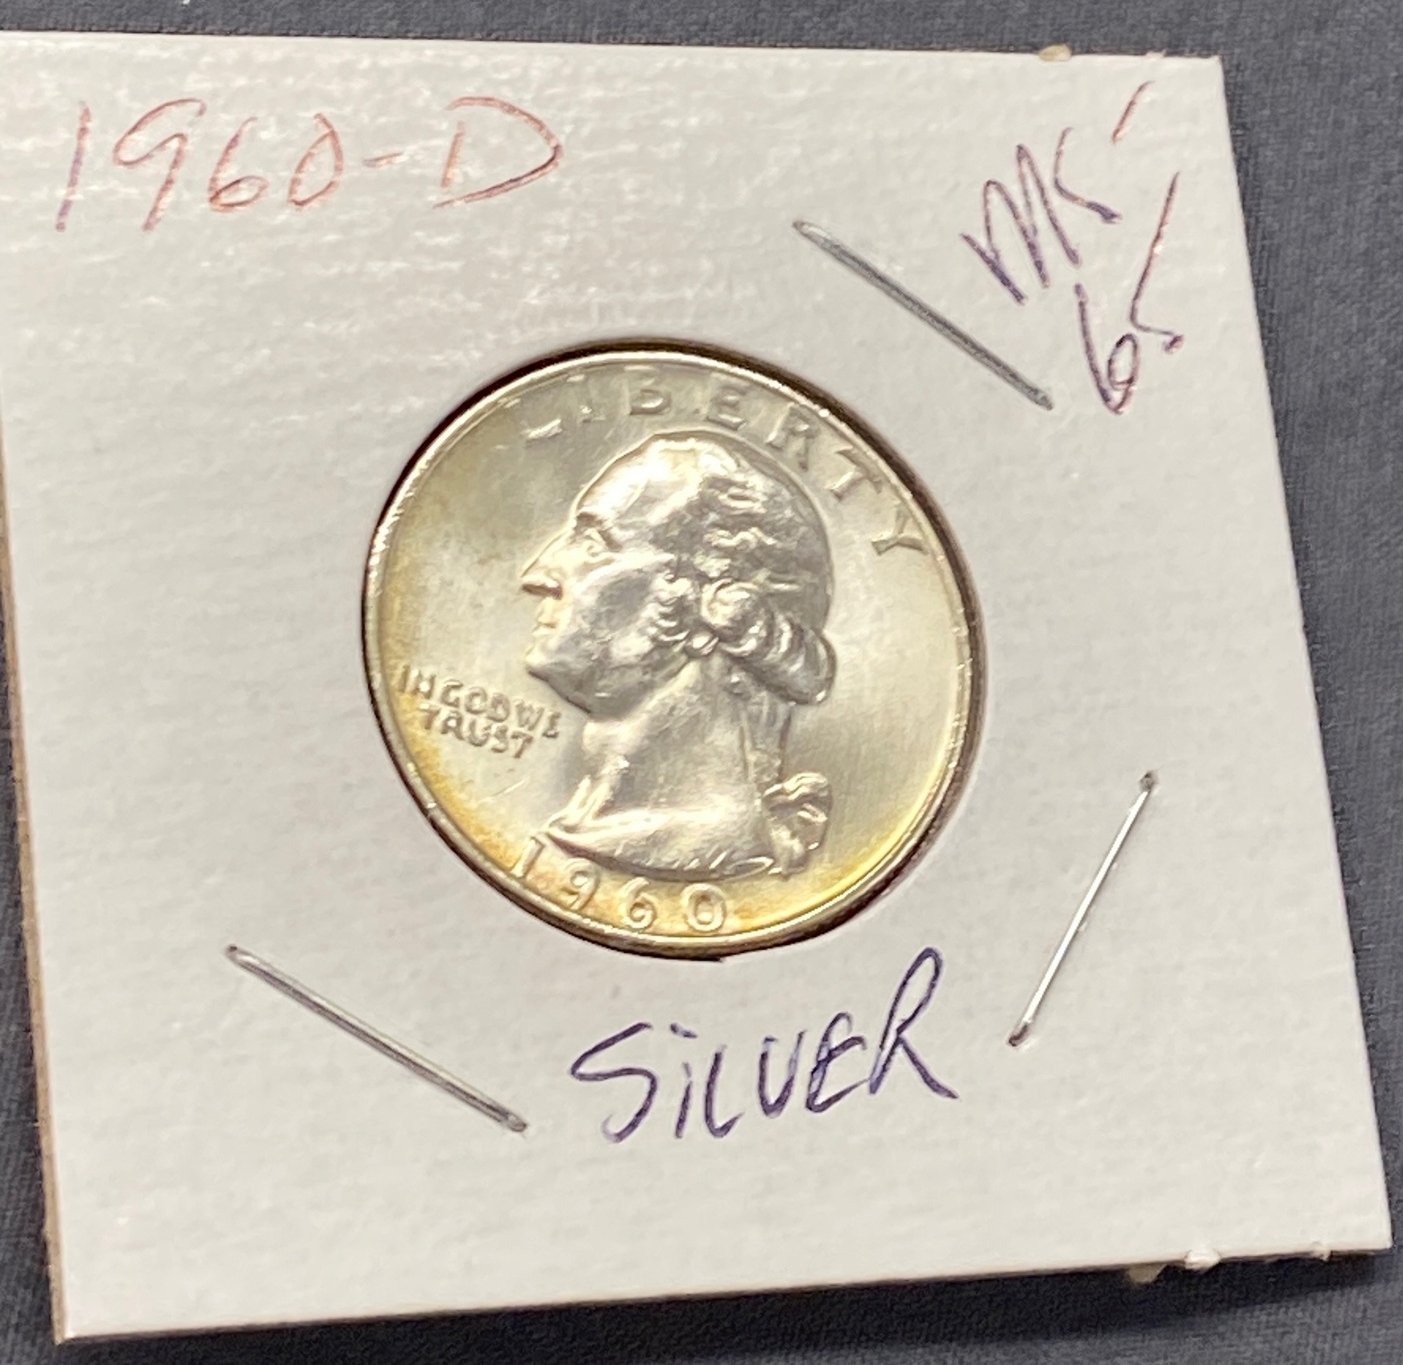 1960-D
MS
65
LIBERTY
IN GOD WE
TRUST
1960
SiLVER